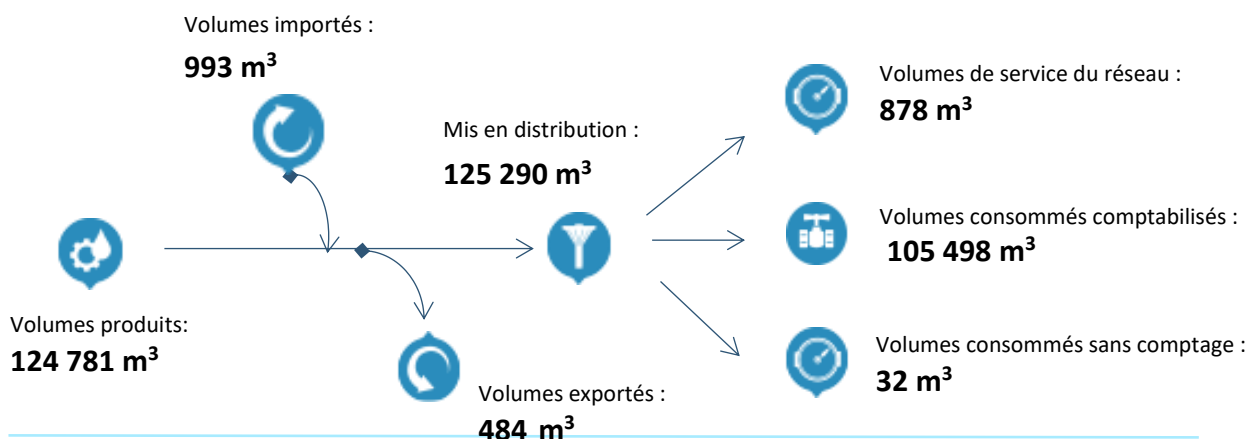 Volumes importés :
993 m³
Mis en distribution :
125 290 m³
Volumes de service du réseau :
878 m³
Volumes consommés comptabilisés :
105 498 m³
Volumes produits:
124 781 m³
Volumes exportés :
484 m³
Volumes consommés sans comptage :
32 m³